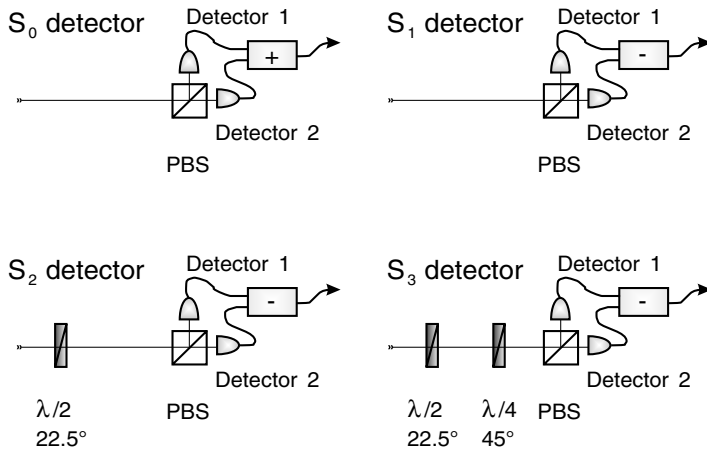 S₀ detector
Detector 1
+
Detector 2
PBS
S₁ detector
Detector 1
-
Detector 2
PBS
S₂ detector
Detector 1
-
Detector 2
λ/2
22.5°
PBS
S₃ detector
Detector 1
-
Detector 2
λ/2
22.5°
λ/4
45°
PBS